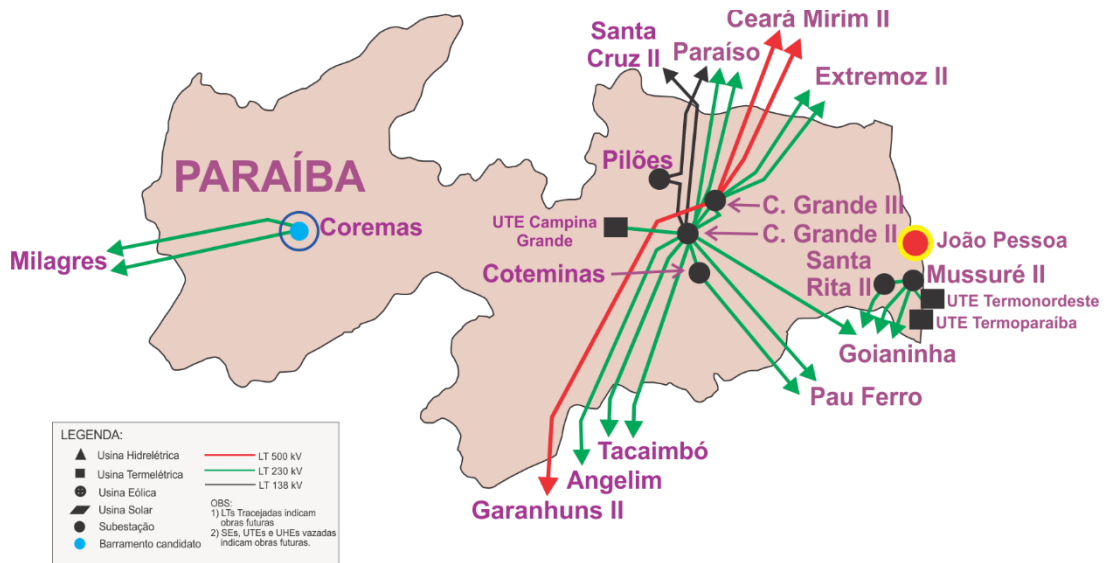 Ceará Mirim II
Santa
Cruz II
Paraíso
Extremoz II
Pilões
PARAÍBA
Coremas
Milagres
UTE Campina
Grande
C. Grande III
C. Grande II
Coteminas
João Pessoa
Santa
Rita II
Mussuré II
UTE Termonordeste
UTE Termoparaíba
Goianinha
Pau Ferro
Tacaimbó
Angelim
Garanhuns II
LEGENDA:
Usina Hidrelétrica
Usina Termelétrica
Usina Eólica
Usina Solar
Subestação
Barramento candidato
LT 500 kV
LT 230 kV
LT 138 kV
OBS:
1) LTs Tracejadas indicam
obras futuras
2) SEs, UTEs e UHEs vazadas
indicam obras futuras.